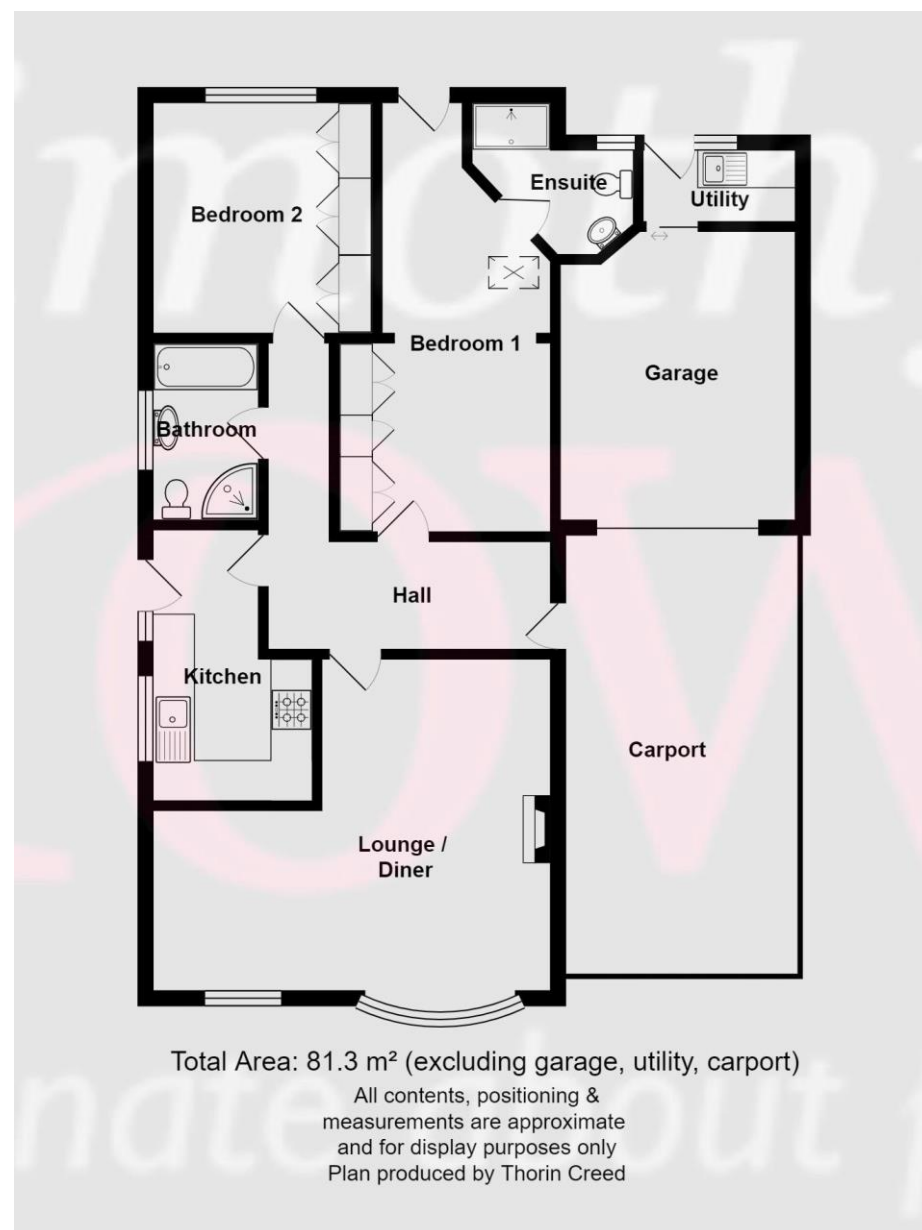 Bedroom 2
Ensuite
Utility
Bedroom 1
Garage
Bathroom
Hall
Kitchen
Carport
Lounge /
Diner
Total Area: 81.3 m² (excluding garage, utility, carport)
All contents, positioning &
measurements are approximate
and for display purposes only
Plan produced by Thorin Creed